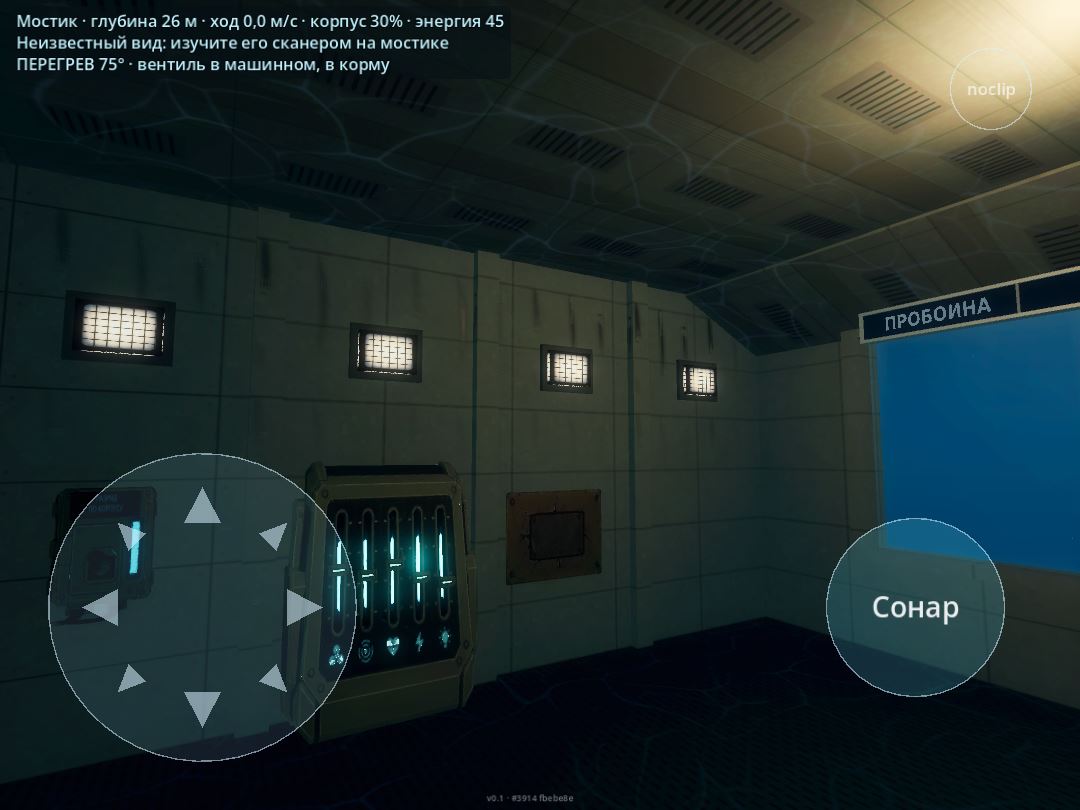 Мостик · глубина 26 м · ход 0,0 м/с · корпус 30% · энергия 45
Неизвестный вид: изучите его сканером на мостике
ПЕРЕГРЕВ 75° · вентиль в машинном, в корму
noclip
ПРОБОИНА
Сонар
v0.1 · #3914 fbebe8e